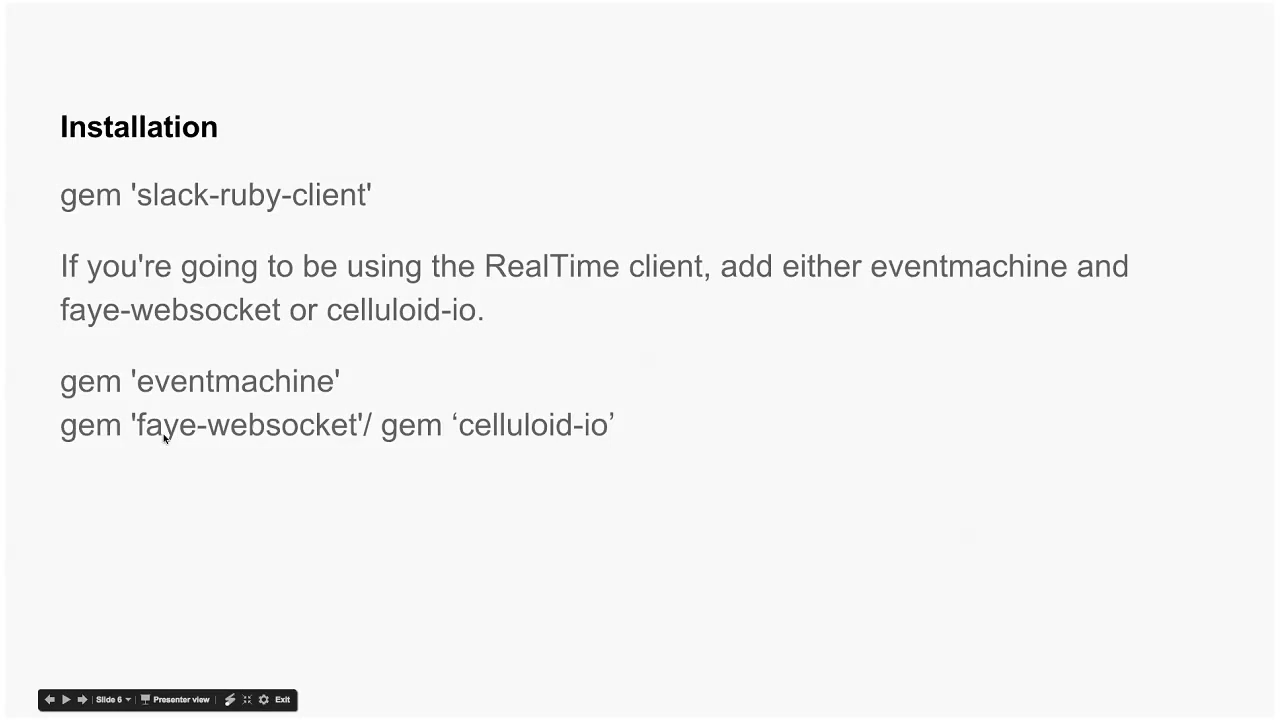 Installation
gem 'slack-ruby-client'
If you're going to be using the RealTime client, add either eventmachine and
faye-websocket or celluloid-io.
gem 'eventmachine'
gem 'faye-websocket'/ gem ‘celluloid-io’
Slide 6 Presenter view Exit